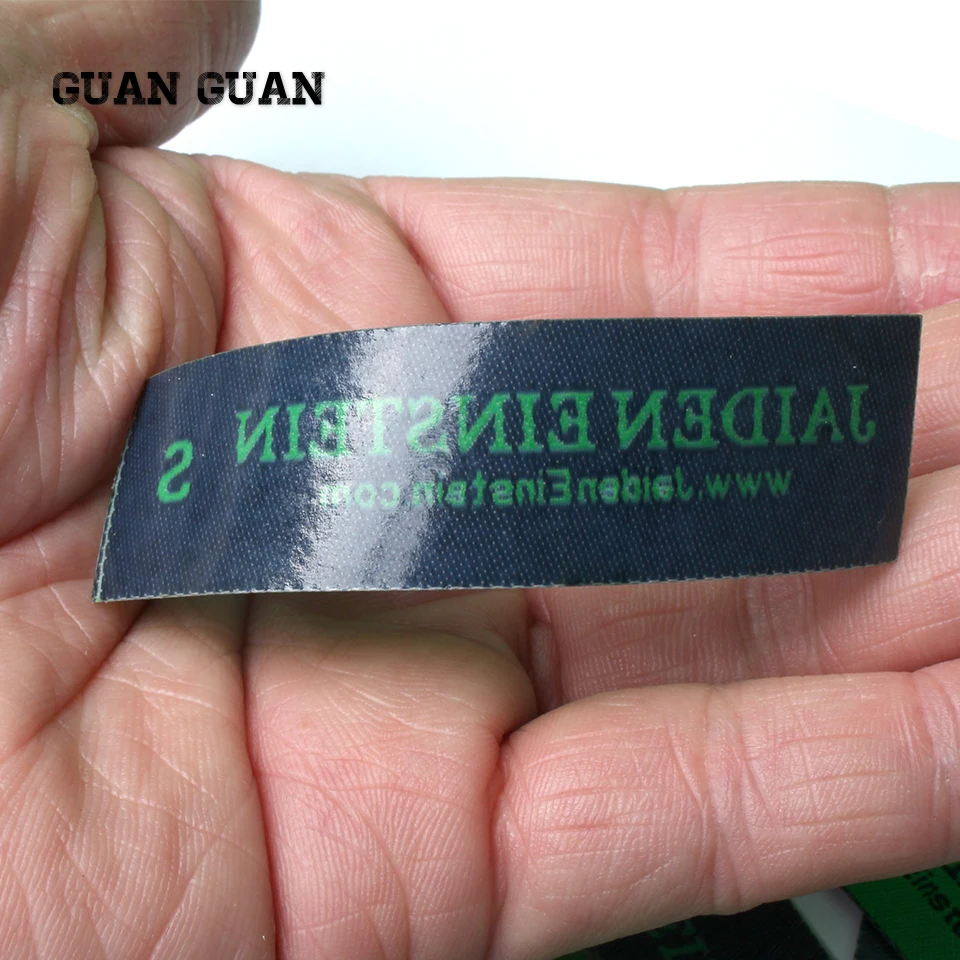 GUAN GUAN
JAIDEN EINSTEIN S
www.JaidenEinstein.com